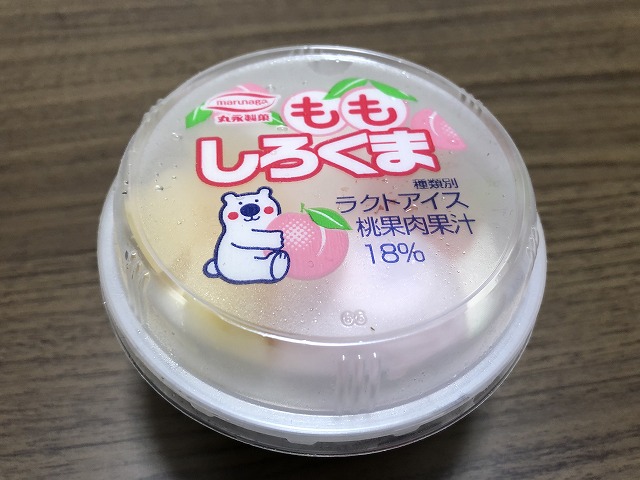 marunaga
丸永製菓
もも
しろくま
種類別
ラクトアイス
桃果肉果汁
18%
66